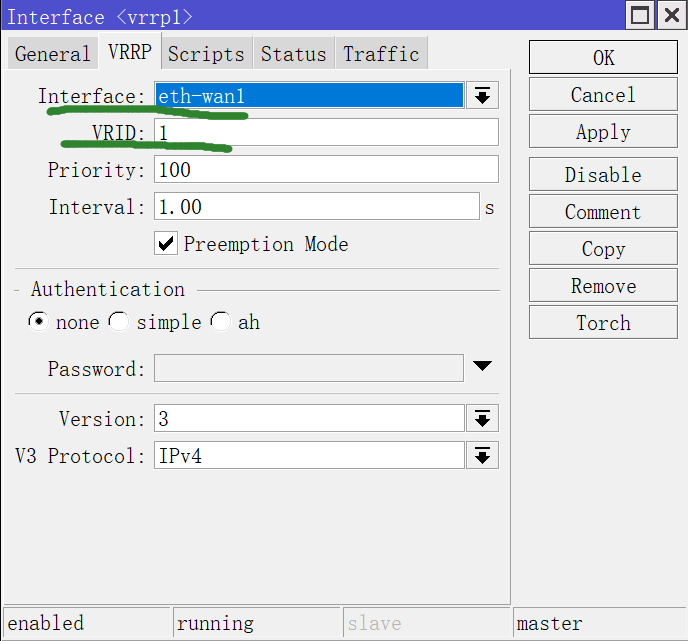 Interface <vrrp1>
General VRRP Scripts Status Traffic
Interface: eth-wan1
VRID: 1
Priority: 100
Interval: 1.00 s
Preemption Mode
Authentication
none simple ah
Password:
Version: 3
V3 Protocol: IPv4
OK
Cancel
Apply
Disable
Comment
Copy
Remove
Torch
enabled running slave master